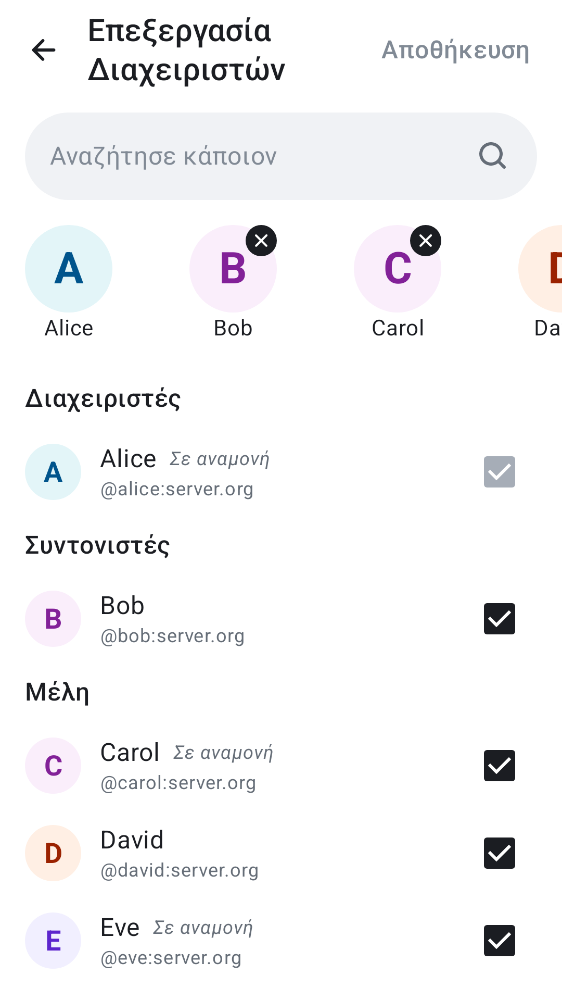 Επεξεργασία
Διαχειριστών
Αποθήκευση
Αναζήτησε κάποιον
A
B
C
Alice
Bob
Carol
Da
Διαχειριστές
A
Alice Σε αναμονή
@alice:server.org
Συντονιστές
B
Bob
@bob:server.org
Μέλη
C
Carol Σε αναμονή
@carol:server.org
D
David
@david:server.org
E
Eve Σε αναμονή
@eve:server.org